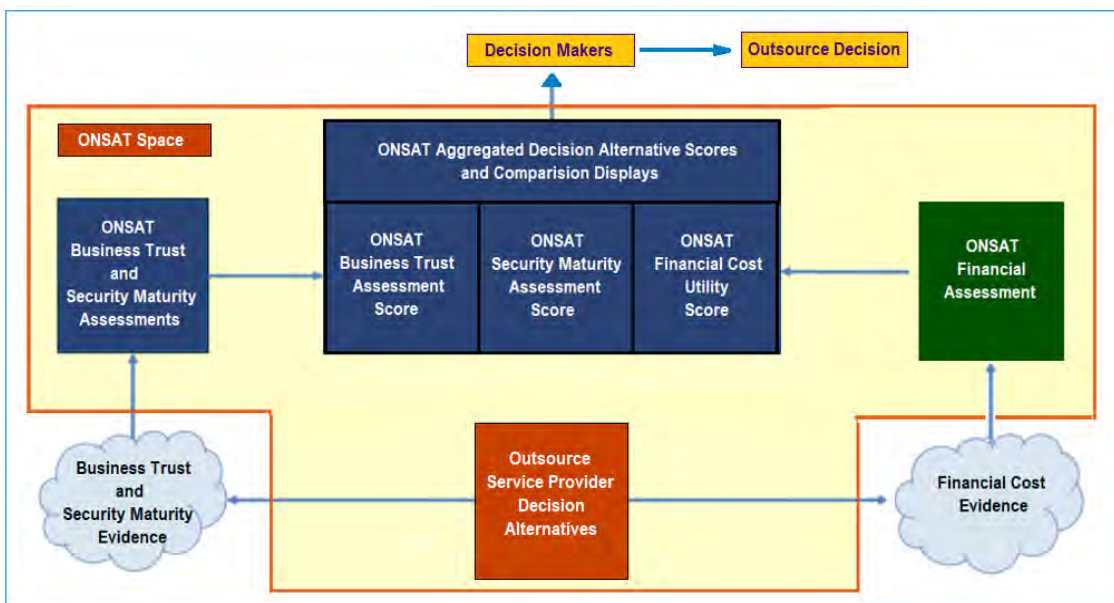 Decision Makers
Outsource Decision
ONSAT Space
ONSAT Aggregated Decision Alternative Scores
and Comparision Displays
ONSAT
Business Trust
and
Security Maturity
Assessments
ONSAT
Business Trust
Assessment
Score
ONSAT
Security Maturity
Assessment
Score
ONSAT
Financial Cost
Utility
Score
ONSAT
Financial
Assessment
Business Trust
and
Security Maturity
Evidence
Outsource
Service Provider
Decision
Alternatives
Financial Cost
Evidence